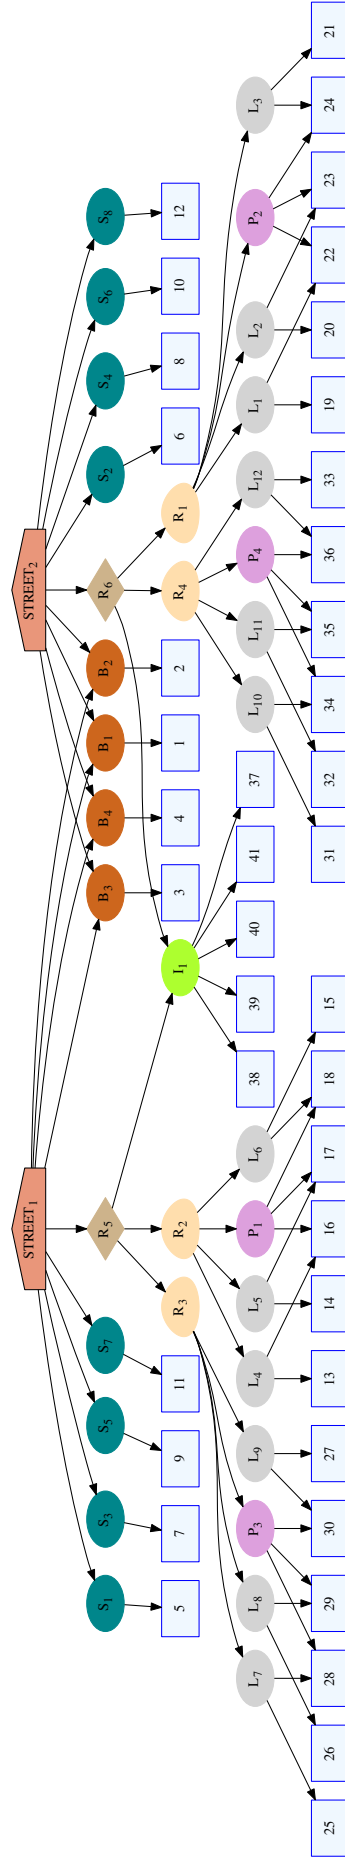 STREET₁ STREET₂
S₁ S₃ S₅ S₇ R₅ B₃ B₄ B₁ B₂ R₆ S₂ S₄ S₆ S₈
5 7 9 11 R₃ R₂ I₁ 3 4 1 2 R₄ R₁ 6 8 10 12
L₇ L₈ P₃ L₉ L₄ L₅ P₁ L₆ 38 39 40 41 37 L₁₀ L₁₁ P₄ L₁₂ L₁ L₂ P₂ L₃
25 26 28 29 30 27 13 14 16 17 18 15 31 32 34 35 36 33 19 20 22 23 24 21